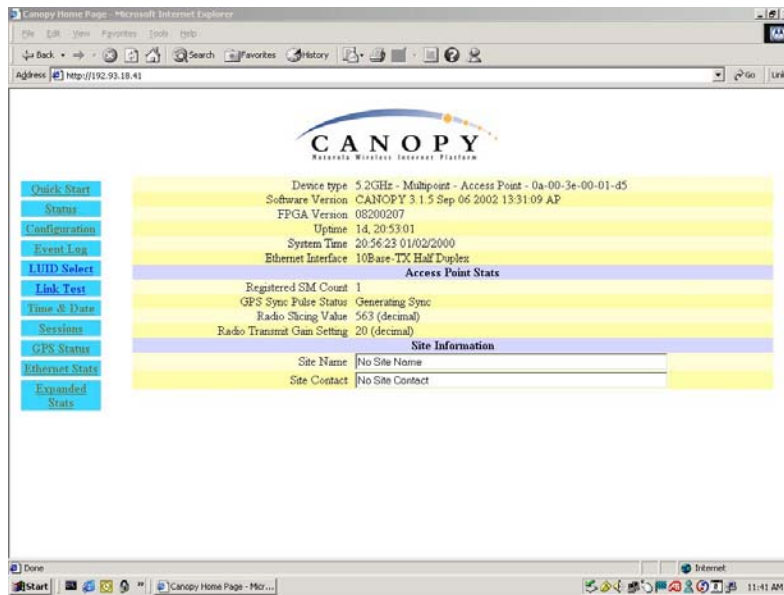 Canopy Home Page - Microsoft Internet Explorer
File Edit View Favorites Tools Help
Back Search Favorites History
Address http://192.93.18.41 Go
CANOPY
Motorola Wireless Internet Platform
Quick Start
Status
Configuration
Event Log
LUID Select
Link Test
Time & Date
Sessions
GPS Status
Ethernet Stats
Expanded
Stats
Device type 5.2GHz - Multipoint - Access Point - 0a-00-3e-00-01-d5
Software Version CANOPY 3.1.5 Sep 06 2002 13:31:09 AP
FPGA Version 08200207
Uptime 1d, 20:53:01
System Time 20:56:23 01/02/2000
Ethernet Interface 10Base-TX Half Duplex
Access Point Stats
Registered SM Count 1
GPS Sync Pulse Status Generating Sync
Radio Slicing Value 563 (decimal)
Radio Transmit Gain Setting 20 (decimal)
Site Information
Site Name No Site Name
Site Contact No Site Contact
Done Internet
Start Canopy Home Page - Micr... 11:41 AM